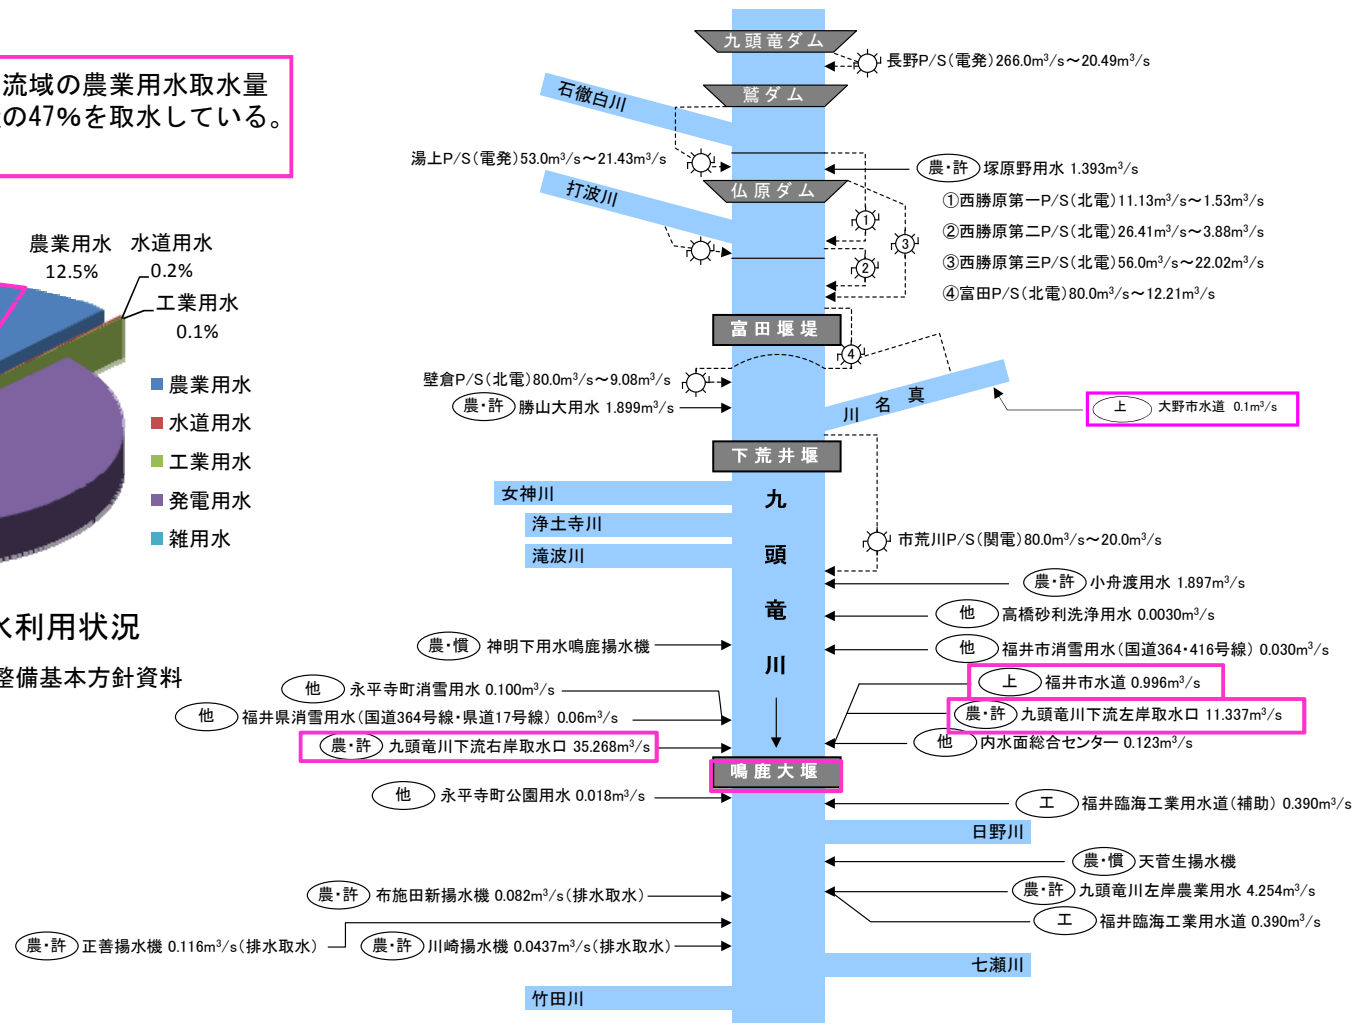 流域の農業用水取水量
の47%を取水している。
農業用水
12.5%
水道用水
0.2%
工業用水
0.1%
農業用水
水道用水
工業用水
発電用水
雑用水
水利用状況
整備基本方針資料
九頭竜ダム
長野P/S(電発)266.0m³/s～20.49m³/s
鷲ダム
石徹白川
湯上P/S(電発)53.0m³/s～21.43m³/s
農・許 塚原野用水 1.393m³/s
仏原ダム
打波川
①西勝原第一P/S(北電)11.13m³/s～1.53m³/s
②西勝原第二P/S(北電)26.41m³/s～3.88m³/s
③西勝原第三P/S(北電)56.0m³/s～22.02m³/s
④富田P/S(北電)80.0m³/s～12.21m³/s
①
③
②
富田堰堤
④
壁倉P/S(北電)80.0m³/s～9.08m³/s
農・許 勝山大用水 1.899m³/s
真名川
上 大野市水道 0.1m³/s
下荒井堰
女神川
浄土寺川
滝波川
九頭竜川
市荒川P/S(関電)80.0m³/s～20.0m³/s
農・許 小舟渡用水 1.897m³/s
他 高橋砂利洗浄用水 0.0030m³/s
農・慣 神明下用水鳴鹿揚水機
他 福井市消雪用水(国道364・416号線) 0.030m³/s
他 永平寺町消雪用水 0.100m³/s
上 福井市水道 0.996m³/s
他 福井県消雪用水(国道364号線・県道17号線) 0.06m³/s
農・許 九頭竜川下流左岸取水口 11.337m³/s
農・許 九頭竜川下流右岸取水口 35.268m³/s
他 内水面総合センター 0.123m³/s
鳴鹿大堰
他 永平寺町公園用水 0.018m³/s
工 福井臨海工業用水道(補助) 0.390m³/s
日野川
農・慣 天菅生揚水機
農・許 布施田新揚水機 0.082m³/s(排水取水)
農・許 九頭竜川左岸農業用水 4.254m³/s
工 福井臨海工業用水道 0.390m³/s
農・許 正善揚水機 0.116m³/s(排水取水)
農・許 川崎揚水機 0.0437m³/s(排水取水)
七瀬川
竹田川